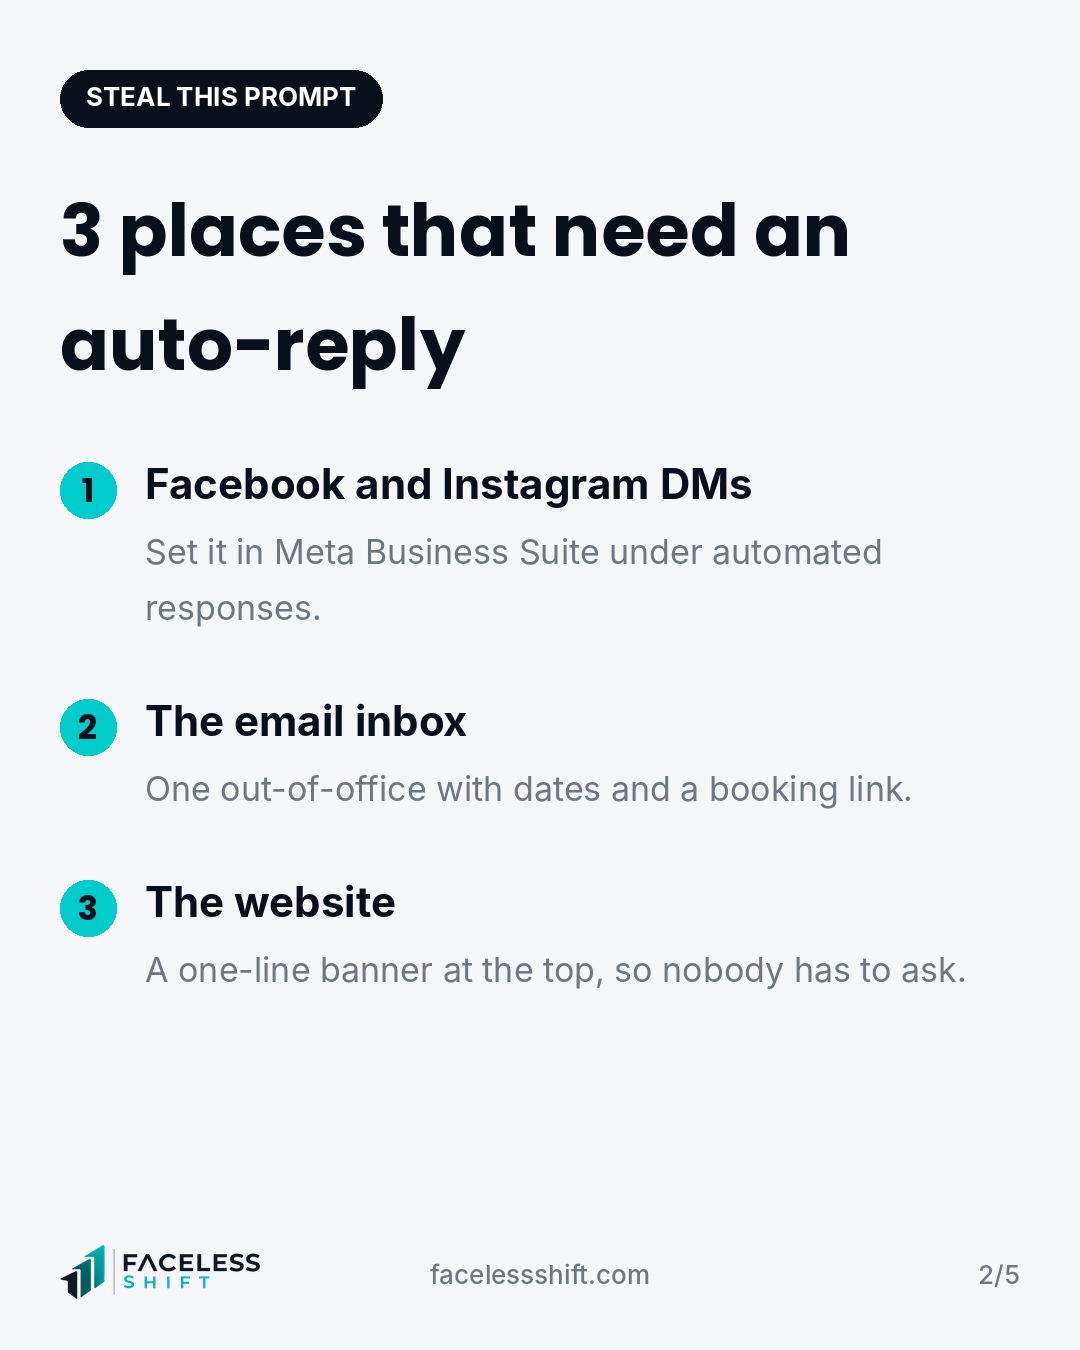 STEAL THIS PROMPT
3 places that need an
auto-reply
1 Facebook and Instagram DMs
Set it in Meta Business Suite under automated
responses.
2 The email inbox
One out-of-office with dates and a booking link.
3 The website
A one-line banner at the top, so nobody has to ask.
FACELESS
SHIFT
facelessshift.com
2/5